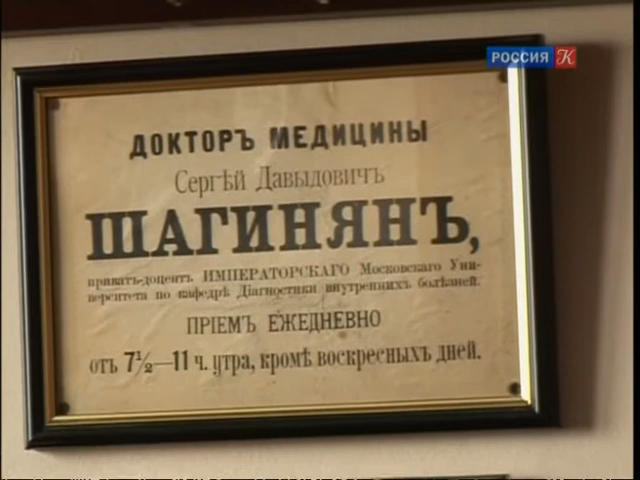 РОССИЯ К
ДОКТОРЪ МЕДИЦИНЫ
Сергѣй Давыдовичъ
ШАГИНЯНЪ,
приватъ-доцентъ ИМПЕРАТОРСКАГО Московскаго Уни-
верситета по каѳедрѣ Діагностики внутреннихъ болѣзней.
ПРІЕМЪ ЕЖЕДНЕВНО
отъ 7½—11 ч. утра, кромѣ воскресныхъ дней.